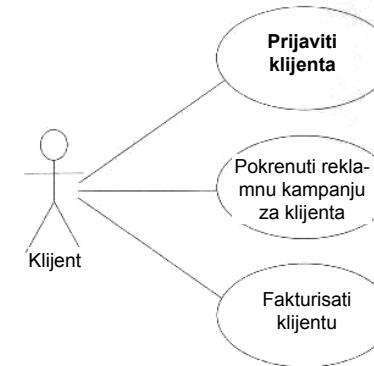 Prijaviti
klijenta
Pokrenuti rekla-
mnu kampanju
za klijenta
Klijent
Fakturisati
klijentu